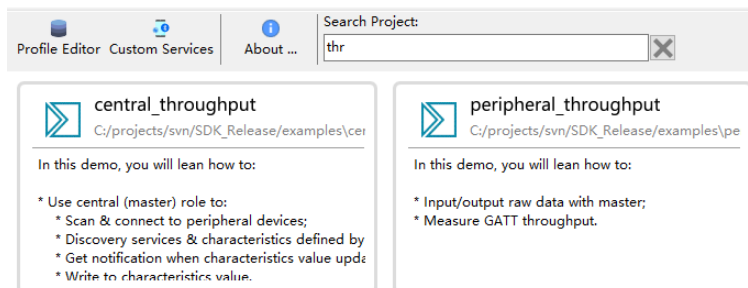 Search Project:
Profile Editor Custom Services About ... thr
central_throughput
C:/projects/svn/SDK_Release/examples\cer
In this demo, you will lean how to:
* Use central (master) role to:
* Scan & connect to peripheral devices;
* Discovery services & characteristics defined by
* Get notification when characteristics value upda
* Write to characteristics value.
peripheral_throughput
C:/projects/svn/SDK_Release/examples\pe
In this demo, you will lean how to:
* Input/output raw data with master;
* Measure GATT throughput.